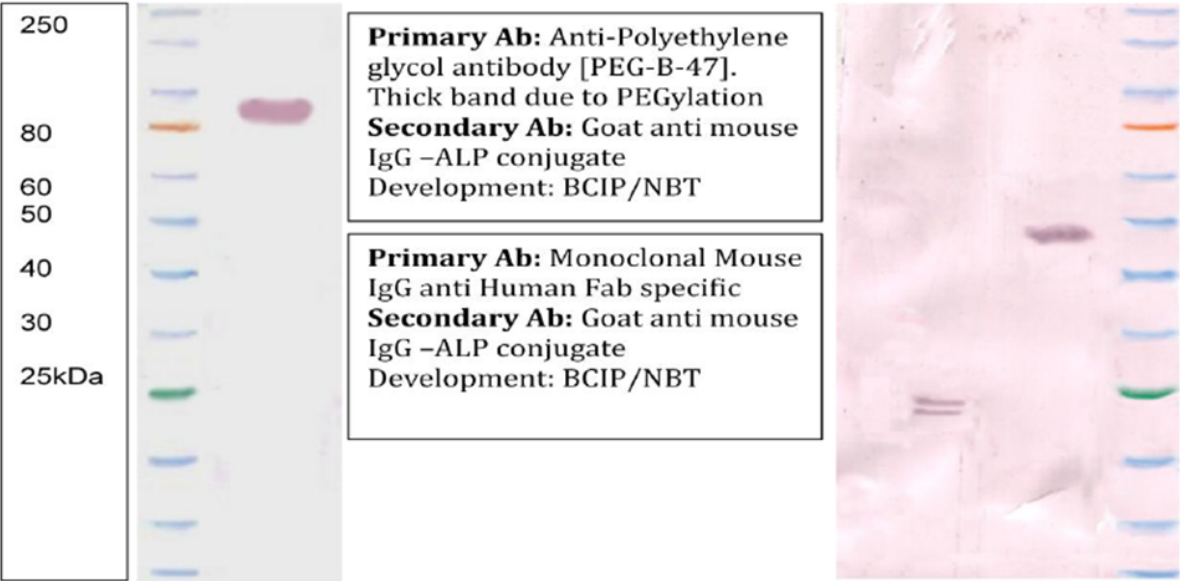 250
80
60
50
40
30
25kDa
Primary Ab: Anti-Polyethylene
glycol antibody [PEG-B-47].
Thick band due to PEGylation
Secondary Ab: Goat anti mouse
IgG –ALP conjugate
Development: BCIP/NBT
Primary Ab: Monoclonal Mouse
IgG anti Human Fab specific
Secondary Ab: Goat anti mouse
IgG –ALP conjugate
Development: BCIP/NBT